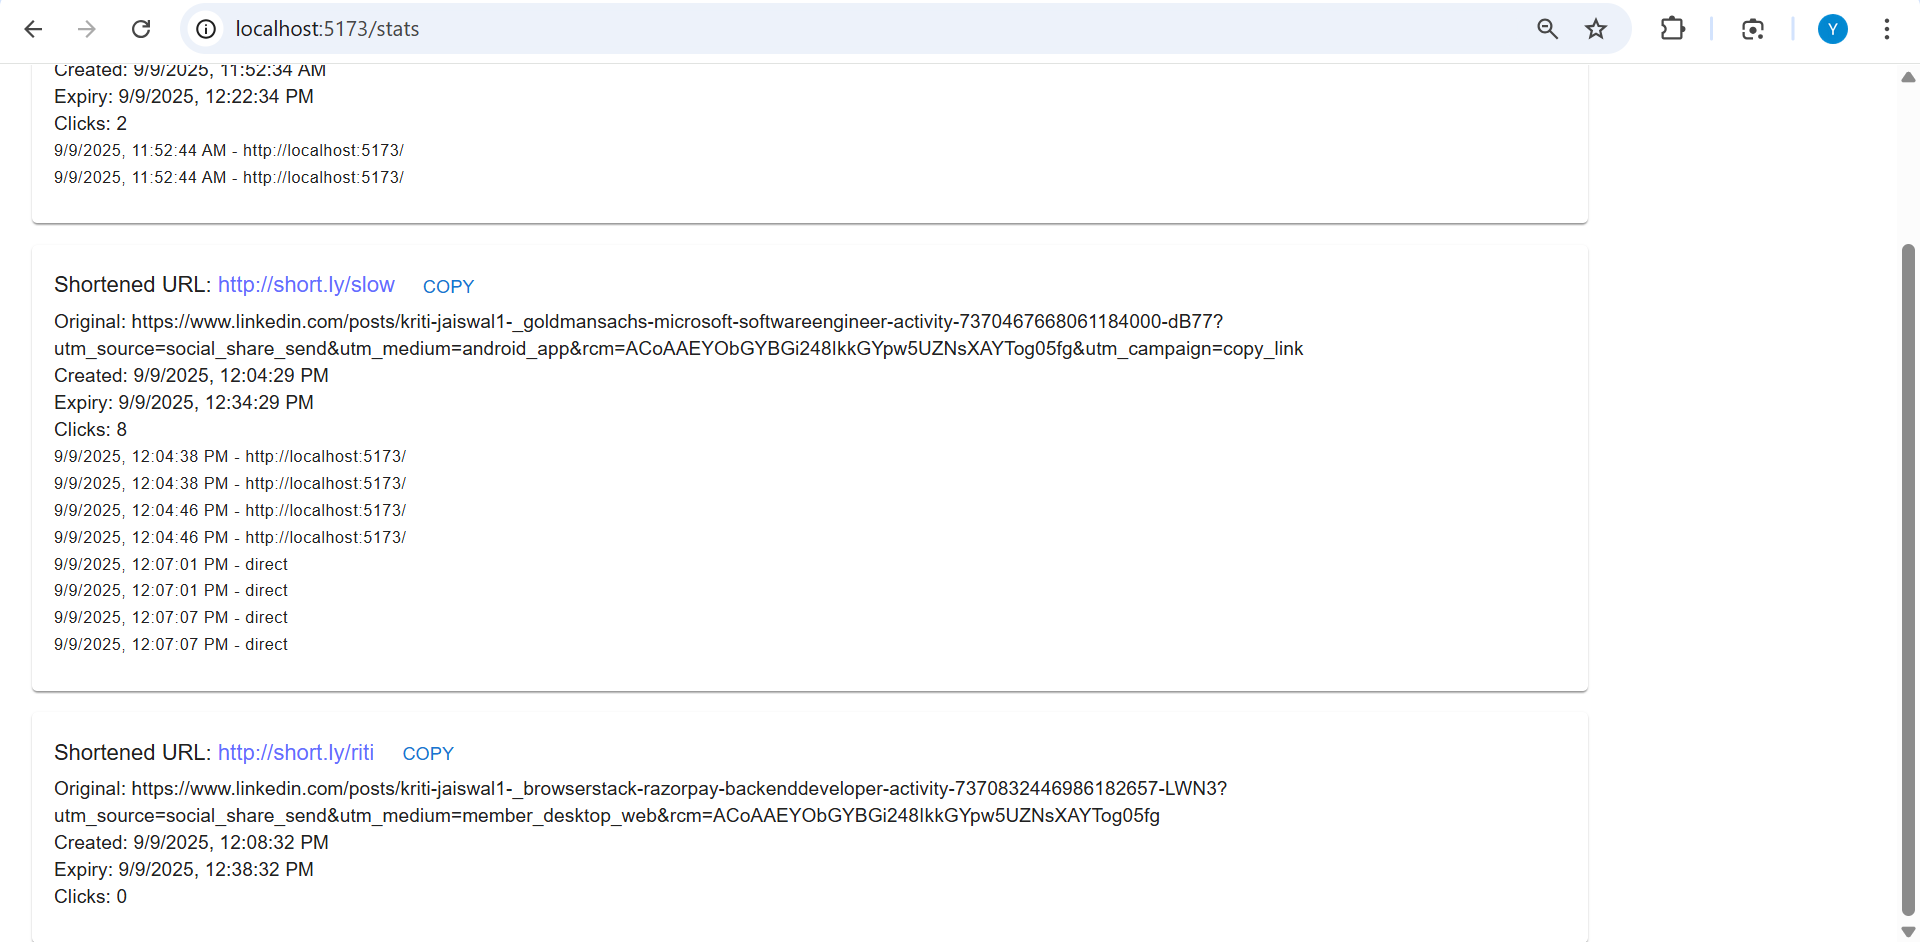 localhost:5173/stats
Y
Created: 9/9/2025, 11:52:34 AM
Expiry: 9/9/2025, 12:22:34 PM
Clicks: 2
9/9/2025, 11:52:44 AM - http://localhost:5173/
9/9/2025, 11:52:44 AM - http://localhost:5173/
Shortened URL: http://short.ly/slow COPY
Original: https://www.linkedin.com/posts/kriti-jaiswal1-_goldmansachs-microsoft-softwareengineer-activity-7370467668061184000-dB77?
utm_source=social_share_send&utm_medium=android_app&rcm=ACoAAEYObGYBGi248IkkGYpw5UZNsXAYTog05fg&utm_campaign=copy_link
Created: 9/9/2025, 12:04:29 PM
Expiry: 9/9/2025, 12:34:29 PM
Clicks: 8
9/9/2025, 12:04:38 PM - http://localhost:5173/
9/9/2025, 12:04:38 PM - http://localhost:5173/
9/9/2025, 12:04:46 PM - http://localhost:5173/
9/9/2025, 12:04:46 PM - http://localhost:5173/
9/9/2025, 12:07:01 PM - direct
9/9/2025, 12:07:01 PM - direct
9/9/2025, 12:07:07 PM - direct
9/9/2025, 12:07:07 PM - direct
Shortened URL: http://short.ly/riti COPY
Original: https://www.linkedin.com/posts/kriti-jaiswal1-_browserstack-razorpay-backenddeveloper-activity-7370832446986182657-LWN3?
utm_source=social_share_send&utm_medium=member_desktop_web&rcm=ACoAAEYObGYBGi248IkkGYpw5UZNsXAYTog05fg
Created: 9/9/2025, 12:08:32 PM
Expiry: 9/9/2025, 12:38:32 PM
Clicks: 0